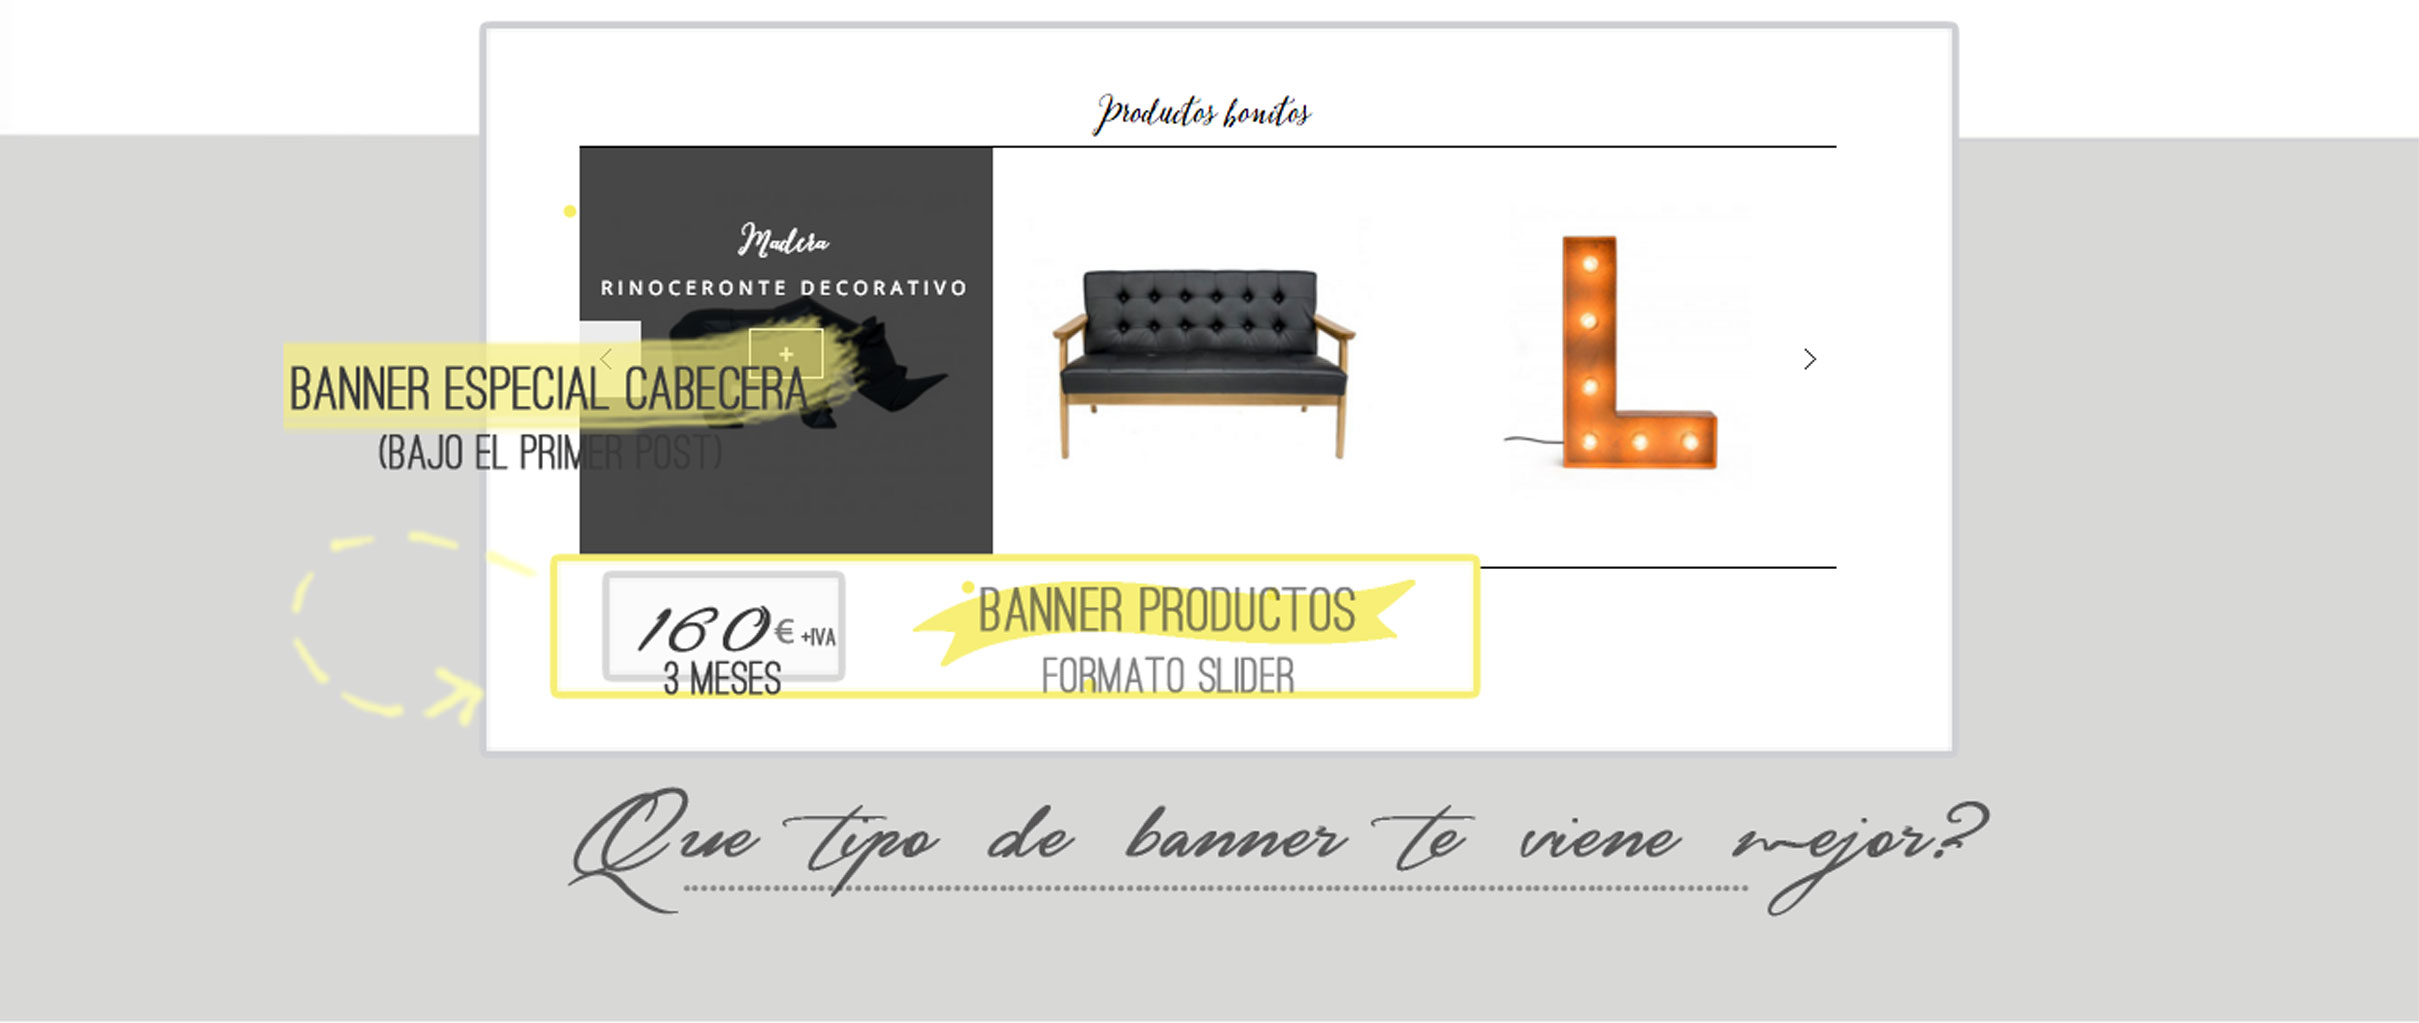 Productos bonitos
Madera
RINOCERONTE DECORATIVO
+
BANNER ESPECIAL CABECERA
(BAJO EL PRIMER POST)
160€ +IVA
3 MESES
BANNER PRODUCTOS
FORMATO SLIDER
Que tipo de banner te viene mejor?